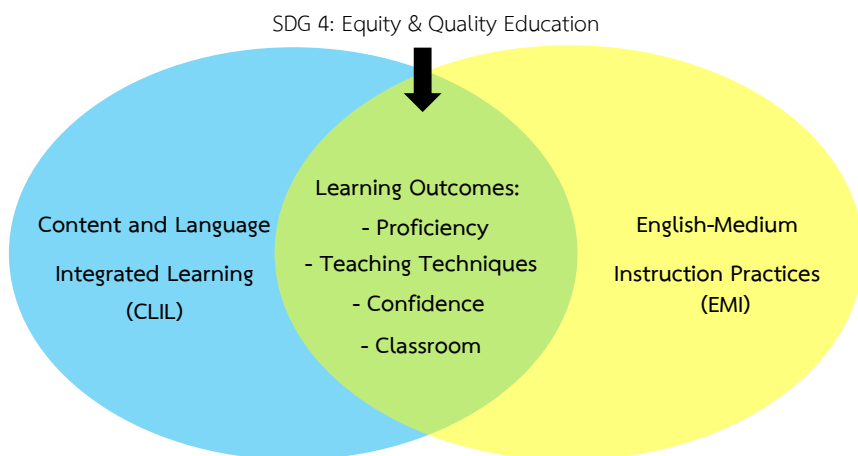 SDG 4: Equity & Quality Education
Content and Language
Integrated Learning
(CLIL)
Learning Outcomes:
- Proficiency
- Teaching Techniques
- Confidence
- Classroom
English-Medium
Instruction Practices
(EMI)